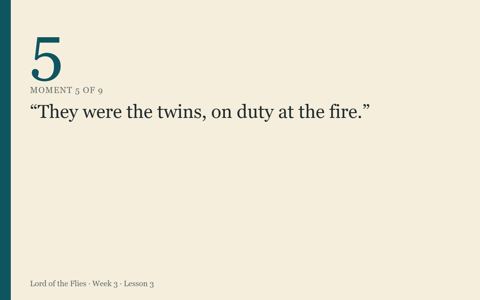 5
MOMENT 5 OF 9
“They were the twins, on duty at the fire.”
Lord of the Flies · Week 3 · Lesson 3